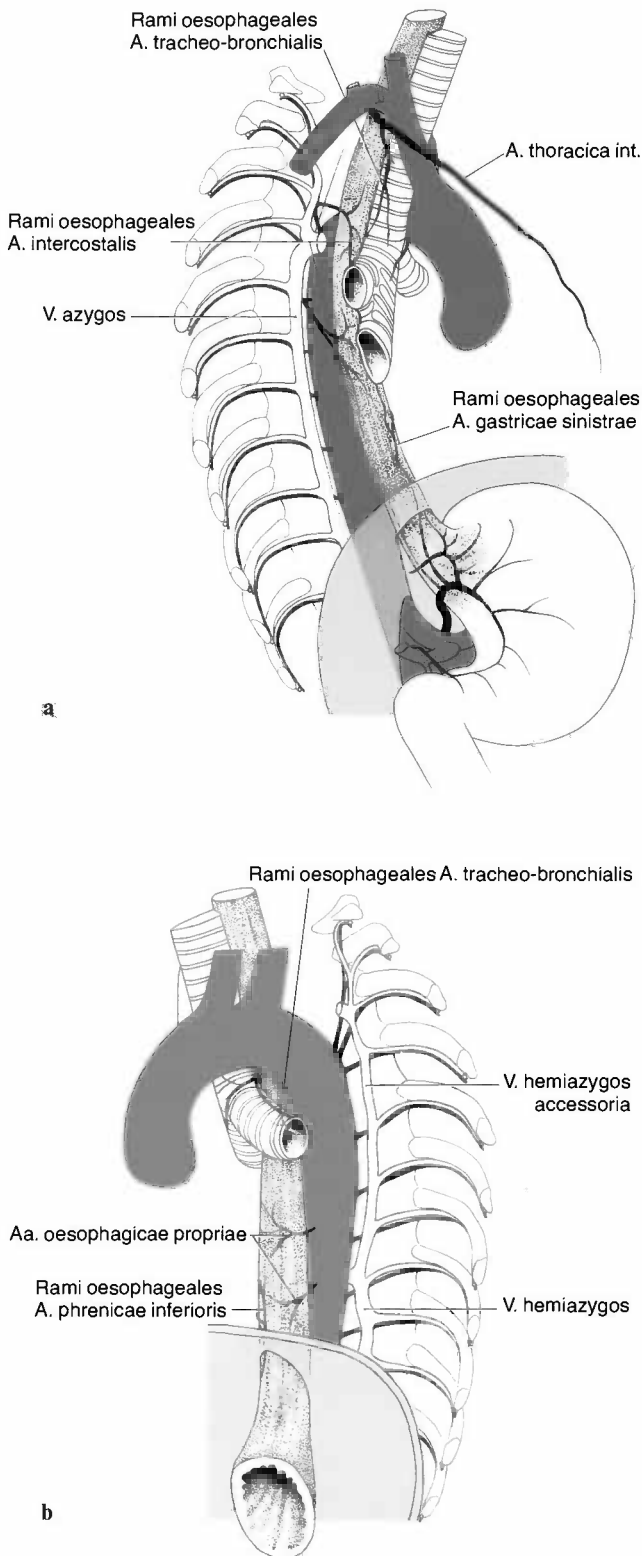 Rami oesophageales
A. tracheo-bronchialis
A. thoracica int.
Rami oesophageales
A. intercostalis
V. azygos
Rami oesophageales
A. gastricae sinistrae
a
Rami oesophageales A. tracheo-bronchialis
V. hemiazygos
accessoria
Aa. oesophagicae propriae
Rami oesophageales
A. phrenicae inferioris
V. hemiazygos
b